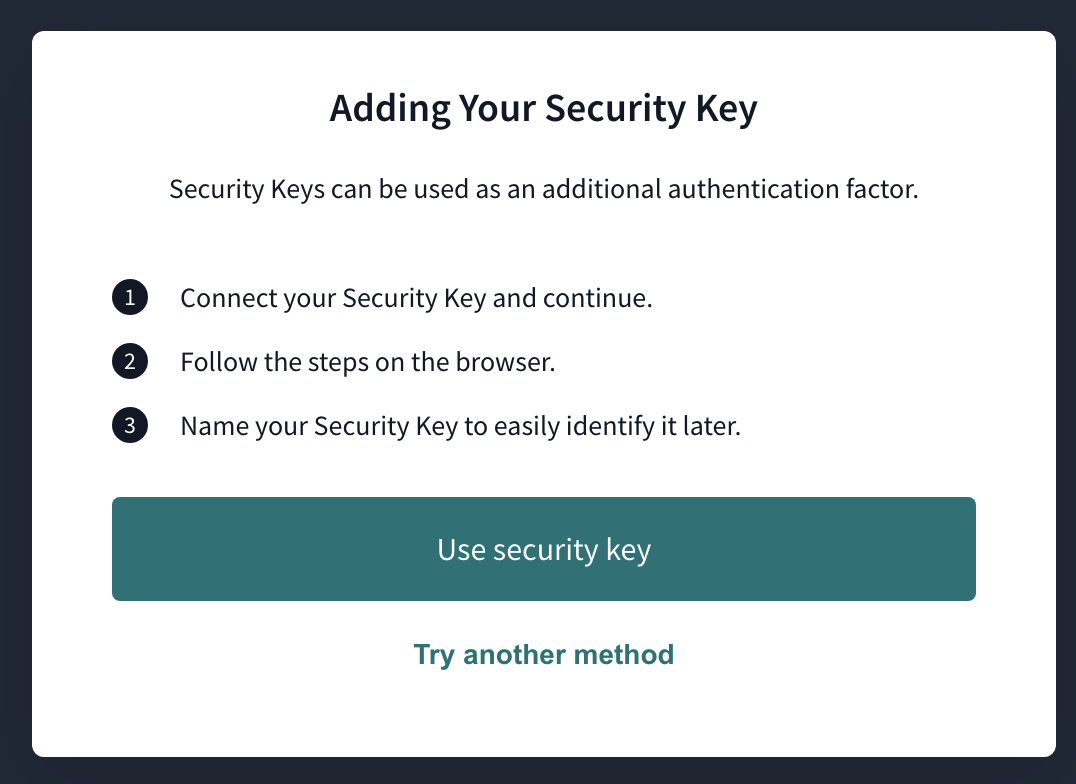 Adding Your Security Key
Security Keys can be used as an additional authentication factor.
1 Connect your Security Key and continue.
2 Follow the steps on the browser.
3 Name your Security Key to easily identify it later.
Use security key
Try another method